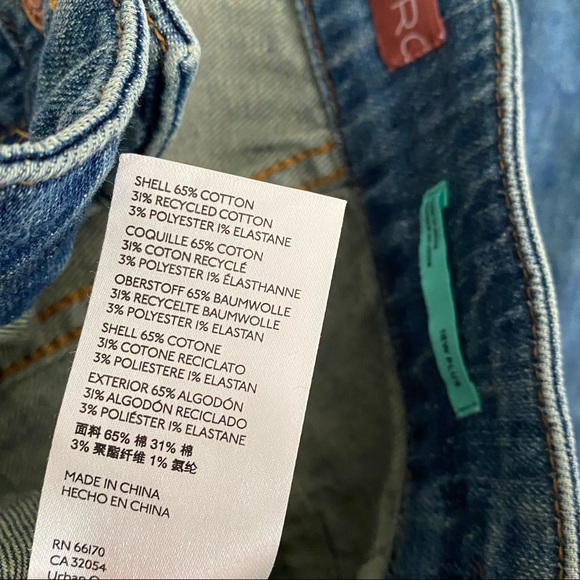 SHELL 65% COTTON
31% RECYCLED COTTON
3% POLYESTER 1% ELASTANE
COQUILLE 65% COTON
31% COTON RECYCLÉ
3% POLYESTER 1% ÉLASTHANNE
OBERSTOFF 65% BAUMWOLLE
31% RECYCELTE BAUMWOLLE
3% POLYESTER 1% ELASTAN
SHELL 65% COTONE
31% COTONE RECICLATO
3% POLIESTERE 1% ELASTAN
EXTERIOR 65% ALGODÓN
31% ALGODÓN RECICLADO
3% POLIÉSTER 1% ELASTANE
面料 65% 棉 31% 棉
3% 聚酯纤维 1% 氨纶
MADE IN CHINA
HECHO EN CHINA
RN 66170
CA 32054
Urban O
RG